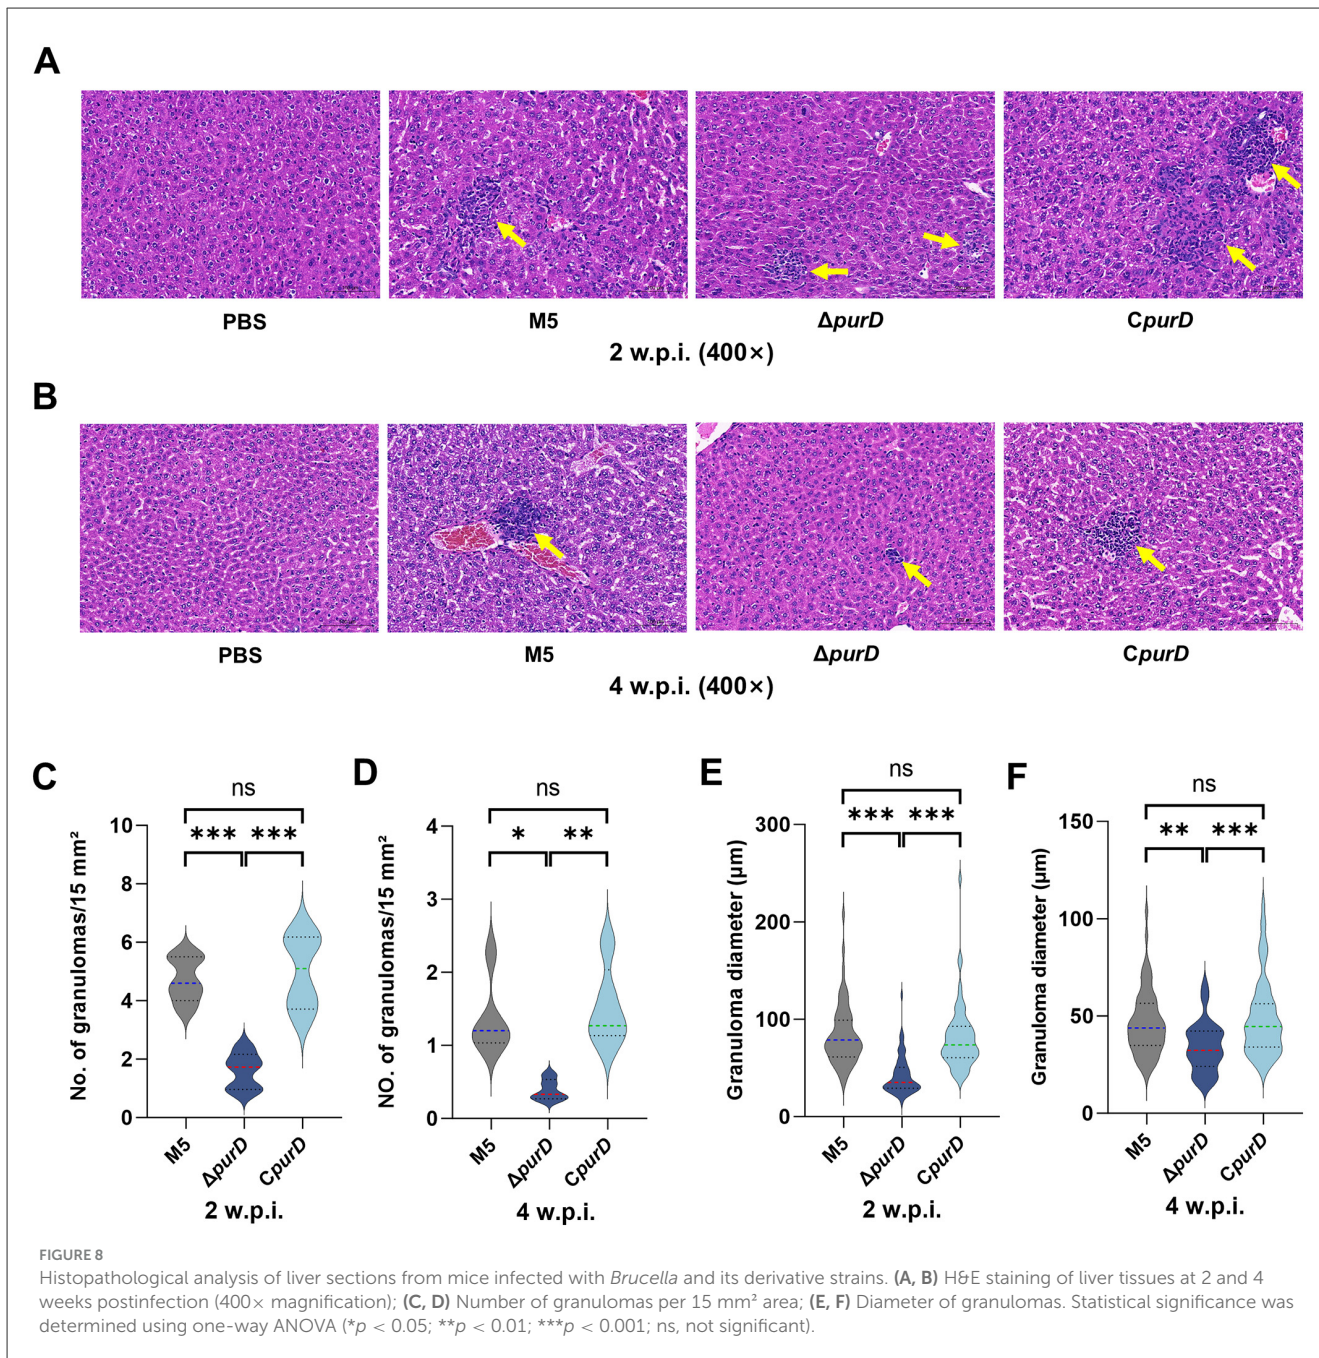 A
PBS
M5
ΔpurD
CpurD
2 w.p.i. (400×)
B
PBS
M5
ΔpurD
CpurD
4 w.p.i. (400×)
C
ns
*** ***
No. of granulomas/15 mm²
10
8
6
4
2
0
M5
ΔpurD
CpurD
2 w.p.i.
D
ns
* **
NO. of granulomas/15 mm²
4
3
2
1
0
M5
ΔpurD
CpurD
4 w.p.i.
E
ns
*** ***
Granuloma diameter (μm)
300
200
100
0
M5
ΔpurD
CpurD
2 w.p.i.
F
ns
** ***
Granuloma diameter (μm)
150
100
50
0
M5
ΔpurD
CpurD
4 w.p.i.
FIGURE 8
Histopathological analysis of liver sections from mice infected with Brucella and its derivative strains. (A, B) H&E staining of liver tissues at 2 and 4
weeks postinfection (400× magnification); (C, D) Number of granulomas per 15 mm² area; (E, F) Diameter of granulomas. Statistical significance was
determined using one-way ANOVA (*p < 0.05; **p < 0.01; ***p < 0.001; ns, not significant).